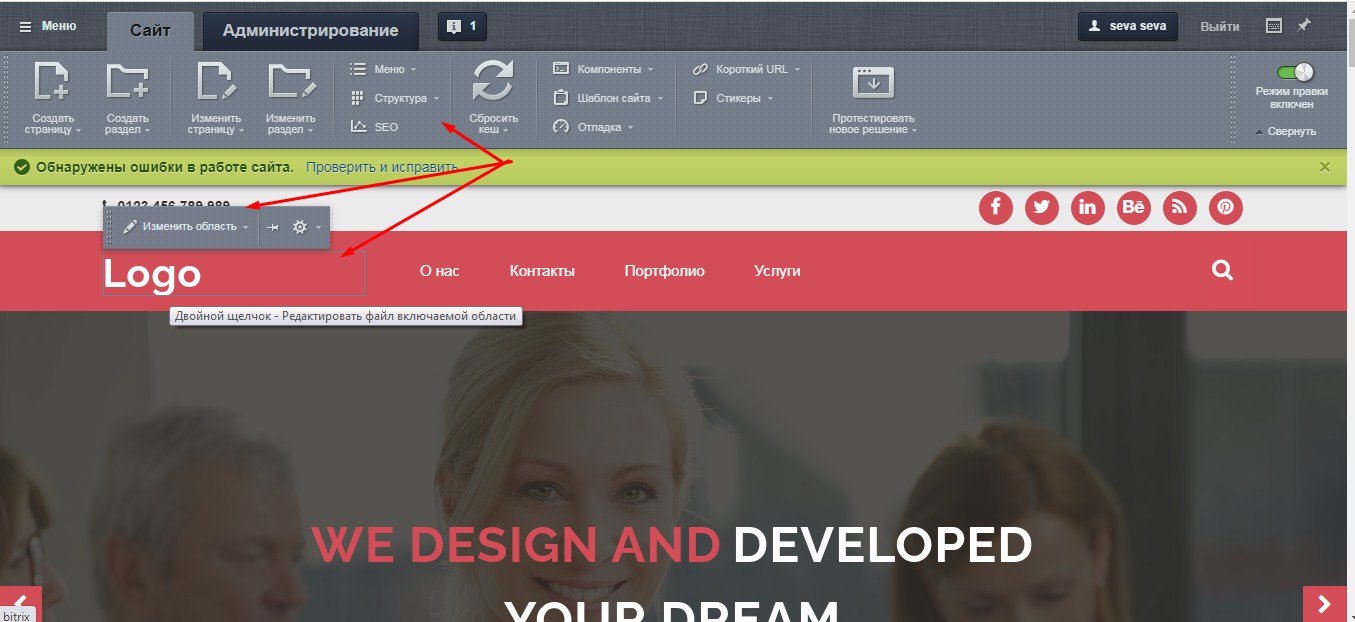 Меню
Сайт
Администрирование
1
seva seva
Выйти
Создать
страницу
Создать
раздел
Изменить
страницу
Изменить
раздел
Меню
Структура
SEO
Сбросить
кеш
Компоненты
Шаблон сайта
Отладка
Короткий URL
Стикеры
Протестировать
новое решение
Режим правки
включен
Свернуть
Обнаружены ошибки в работе сайта. Проверить и исправить
0123 456 789 989
Изменить область
Bē
Logo
О нас
Контакты
Портфолио
Услуги
Двойной щелчок - Редактировать файл включаемой области
WE DESIGN AND DEVELOPED
YOUR DREAM
bitrix